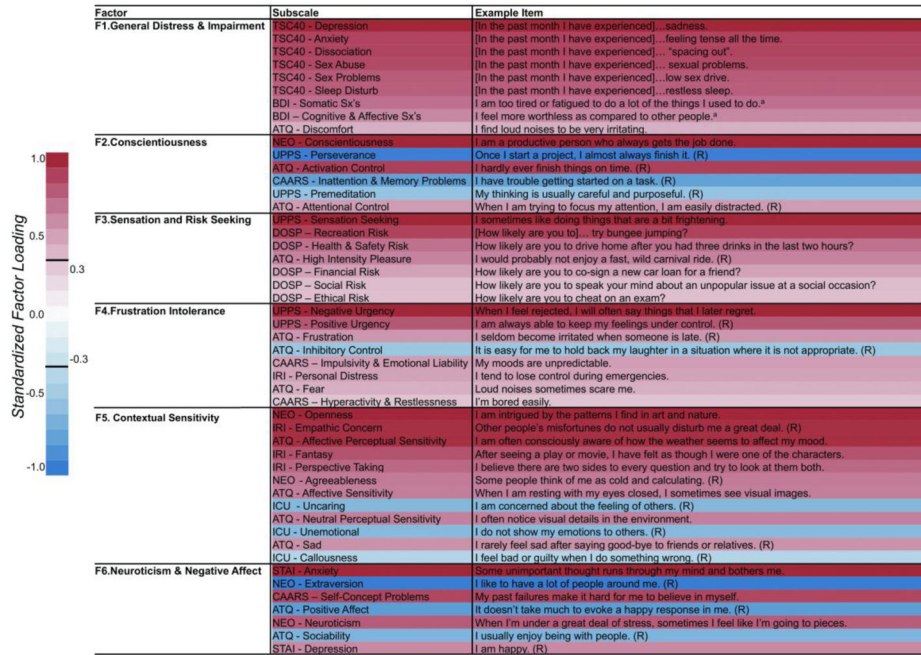 Factor Subscale Example Item
F1.General Distress & Impairment TSC40 - Depression [In the past month I have experienced]…sadness.
TSC40 - Anxiety [In the past month I have experienced]…feeling tense all the time.
TSC40 - Dissociation [In the past month I have experienced]… "spacing out".
TSC40 - Sex Abuse [In the past month I have experienced]… sexual problems.
TSC40 - Sex Problems [In the past month I have experienced]…low sex drive.
TSC40 - Sleep Disturb [In the past month I have experienced]…restless sleep.
BDI - Somatic Sx's I am too tired or fatigued to do a lot of the things I used to do.ª
BDI – Cognitive & Affective Sx's I feel more worthless as compared to other people.ª
ATQ - Discomfort I find loud noises to be very irritating.
F2.Conscientiousness NEO - Conscientiousness I am a productive person who always gets the job done.
UPPS - Perseverance Once I start a project, I almost always finish it. (R)
ATQ - Activation Control I hardly ever finish things on time. (R)
CAARS - Inattention & Memory Problems I have trouble getting started on a task. (R)
UPPS - Premeditation My thinking is usually careful and purposeful. (R)
ATQ - Attentional Control When I am trying to focus my attention, I am easily distracted. (R)
F3.Sensation and Risk Seeking UPPS - Sensation Seeking I sometimes like doing things that are a bit frightening.
DOSP – Recreation Risk [How likely are you to]… try bungee jumping?
DOSP - Health & Safety Risk How likely are you to drive home after you had three drinks in the last two hours?
ATQ - High Intensity Pleasure I would probably not enjoy a fast, wild carnival ride. (R)
DOSP – Financial Risk How likely are you to co-sign a new car loan for a friend?
DOSP – Social Risk How likely are you to speak your mind about an unpopular issue at a social occasion?
DOSP – Ethical Risk How likely are you to cheat on an exam?
F4.Frustration Intolerance UPPS - Negative Urgency When I feel rejected, I will often say things that I later regret.
UPPS - Positive Urgency I am always able to keep my feelings under control. (R)
ATQ - Frustration I seldom become irritated when someone is late. (R)
ATQ - Inhibitory Control It is easy for me to hold back my laughter in a situation where it is not appropriate. (R)
CAARS – Impulsivity & Emotional Liability My moods are unpredictable.
IRI - Personal Distress I tend to lose control during emergencies.
ATQ - Fear Loud noises sometimes scare me.
CAARS – Hyperactivity & Restlessness I'm bored easily.
F5. Contextual Sensitivity NEO - Openness I am intrigued by the patterns I find in art and nature.
IRI - Empathic Concern Other people's misfortunes do not usually disturb me a great deal. (R)
ATQ - Affective Perceptual Sensitivity I am often consciously aware of how the weather seems to affect my mood.
IRI - Fantasy After seeing a play or movie, I have felt as though I were one of the characters.
IRI - Perspective Taking I believe there are two sides to every question and try to look at them both.
NEO - Agreeableness Some people think of me as cold and calculating. (R)
ATQ - Affective Sensitivity When I am resting with my eyes closed, I sometimes see visual images.
ICU - Uncaring I am concerned about the feeling of others. (R)
ATQ - Neutral Perceptual Sensitivity I often notice visual details in the environment.
ICU - Unemotional I do not show my emotions to others. (R)
ATQ - Sad I rarely feel sad after saying good-bye to friends or relatives. (R)
ICU - Callousness I feel bad or guilty when I do something wrong. (R)
F6.Neuroticism & Negative Affect STAI - Anxiety Some unimportant thought runs through my mind and bothers me.
NEO - Extraversion I like to have a lot of people around me. (R)
CAARS – Self-Concept Problems My past failures make it hard for me to believe in myself.
ATQ - Positive Affect It doesn't take much to evoke a happy response in me. (R)
NEO - Neuroticism When I'm under a great deal of stress, sometimes I feel like I'm going to pieces.
ATQ - Sociability I usually enjoy being with people. (R)
STAI - Depression I am happy. (R)
Standardized Factor Loading
1.0
0.5
0.3
0.0
-0.3
-0.5
-1.0